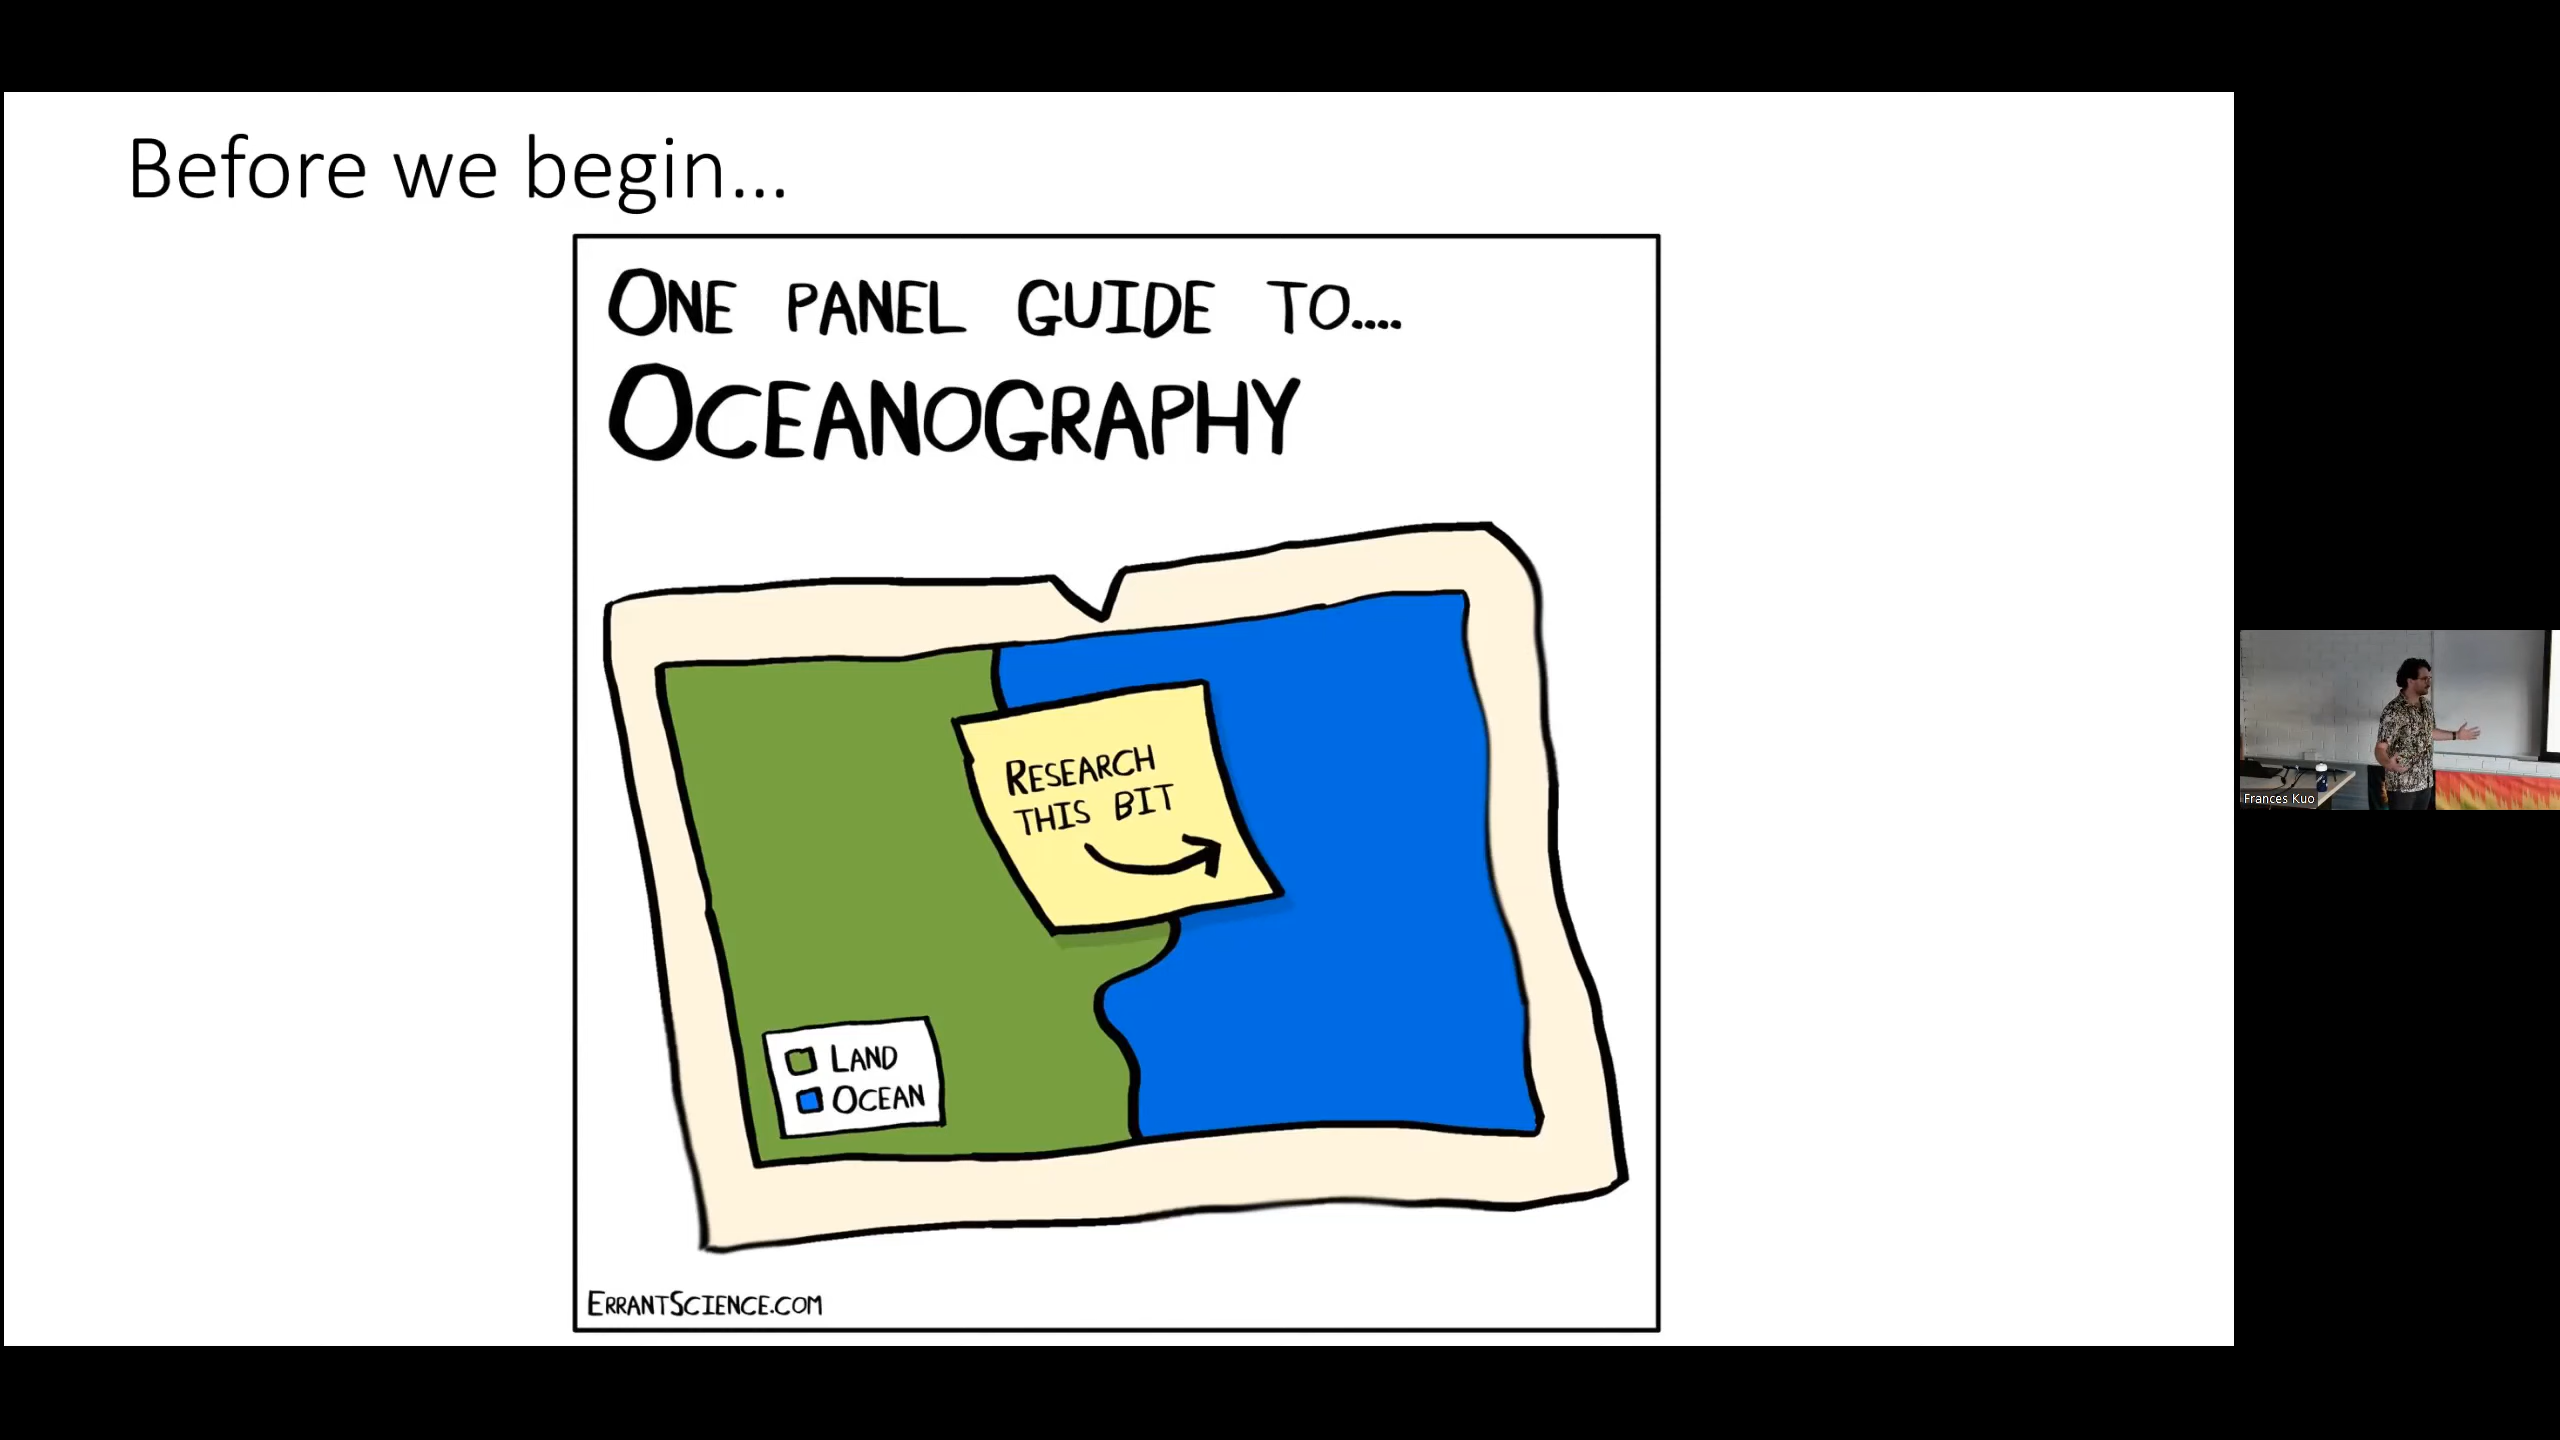 Before we begin...
ONE PANEL GUIDE TO....
OCEANOGRAPHY
RESEARCH
THIS BIT
LAND
OCEAN
ERRANTSCIENCE.COM
Frances Kuo